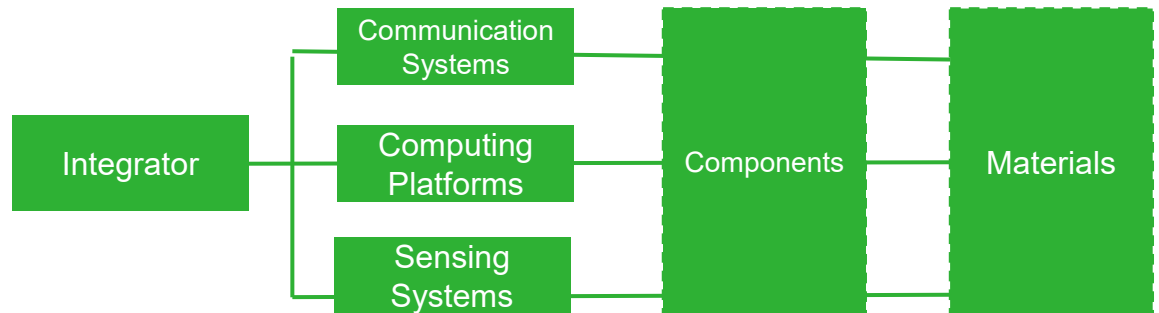 Integrator
Communication
Systems
Computing
Platforms
Sensing
Systems
Components
Materials